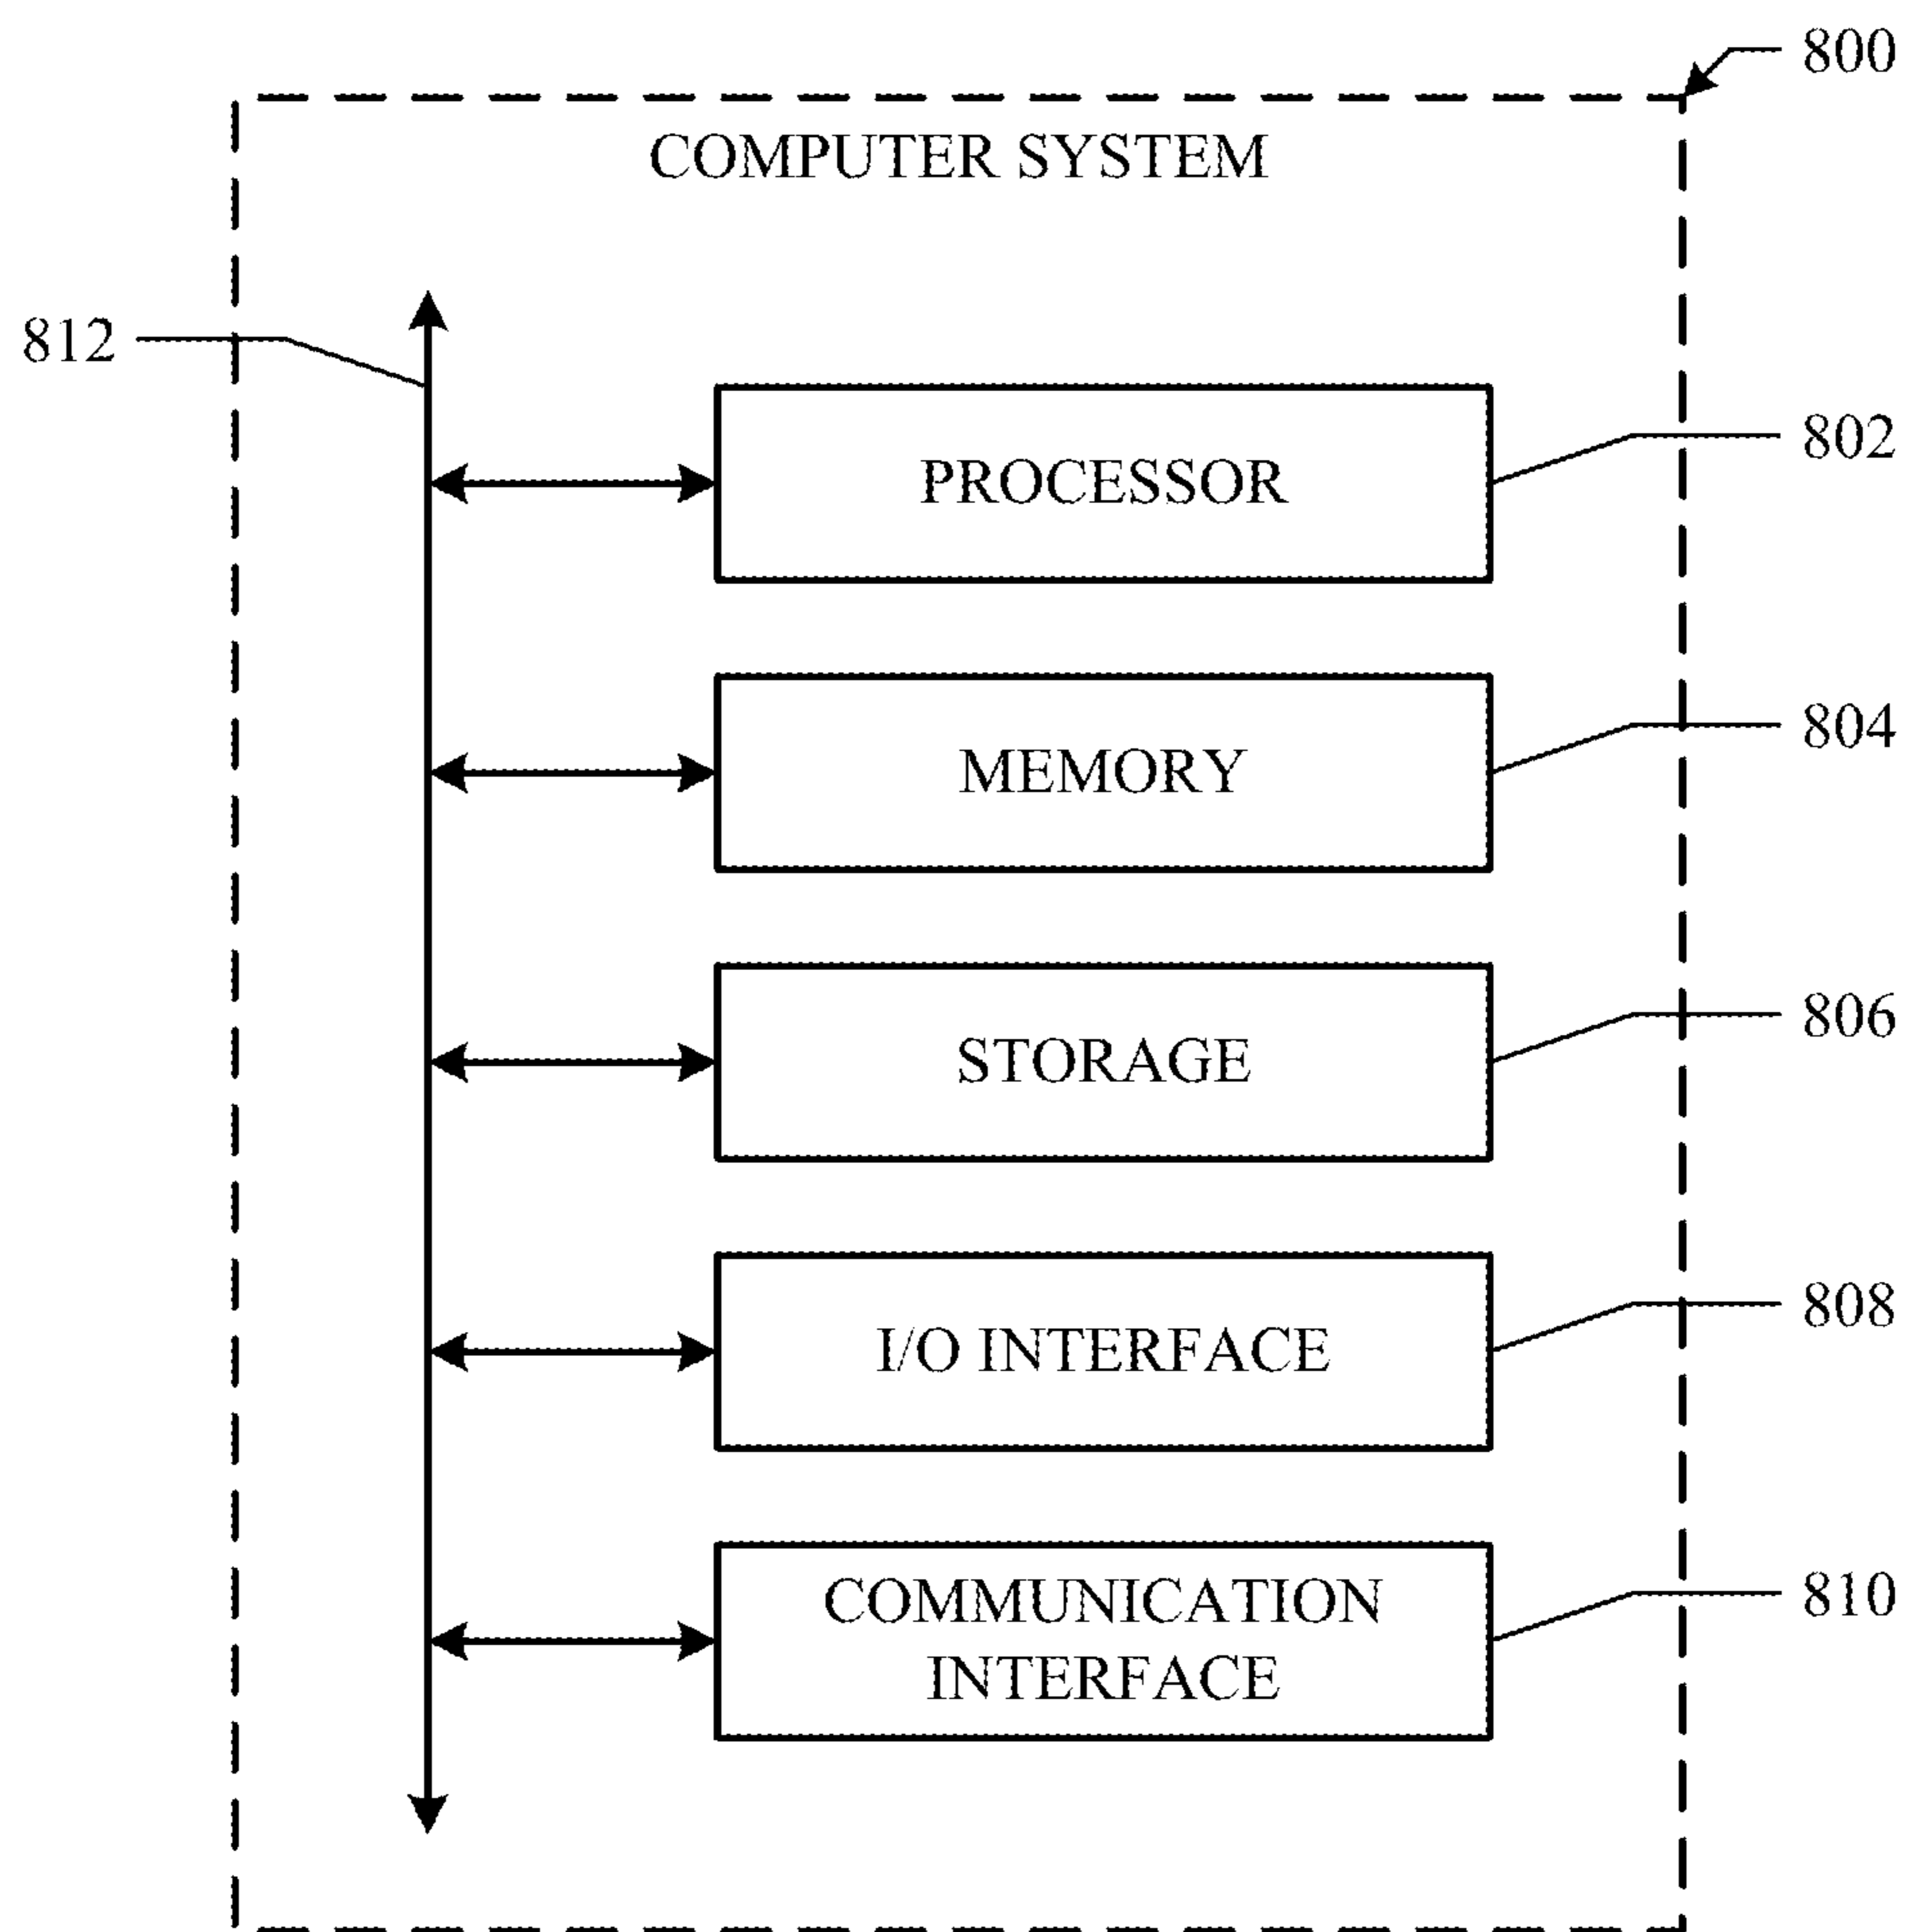 800
COMPUTER SYSTEM
812
802
PROCESSOR
804
MEMORY
806
STORAGE
808
I/O INTERFACE
810
COMMUNICATION
INTERFACE